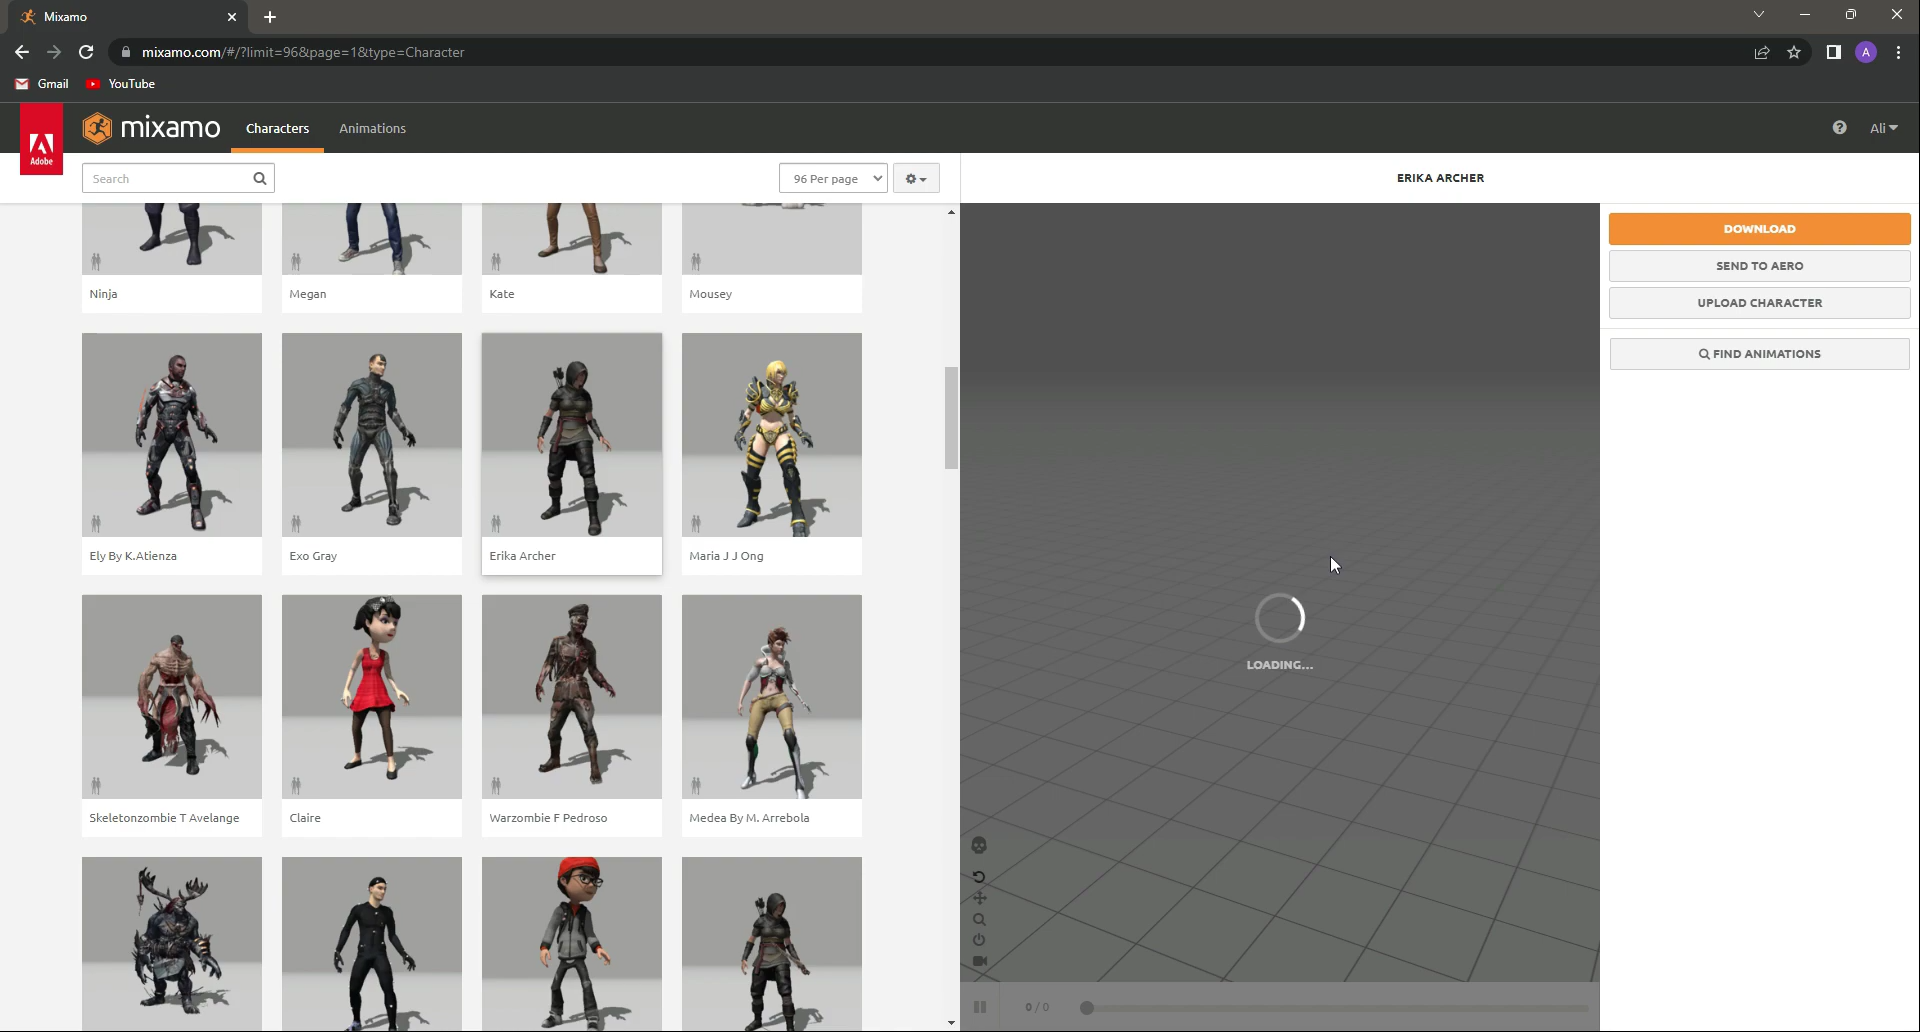 Mixamo
mixamo.com/#/?limit=96&page=1&type=Character
A
Gmail
YouTube
Adobe
mixamo
Characters
Animations
Ali
Search
96 Per page
ERIKA ARCHER
Ninja
Megan
Kate
Mousey
DOWNLOAD
SEND TO AERO
UPLOAD CHARACTER
FIND ANIMATIONS
Ely By K.Atienza
Exo Gray
Erika Archer
Maria J J Ong
LOADING...
Skeletonzombie T Avelange
Claire
Warzombie F Pedroso
Medea By M. Arrebola
0 / 0